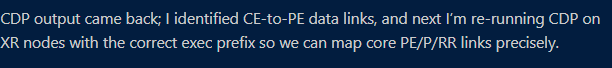 CDP output came back; I identified CE-to-PE data links, and next I’m re-running CDP on
XR nodes with the correct exec prefix so we can map core PE/P/RR links precisely.